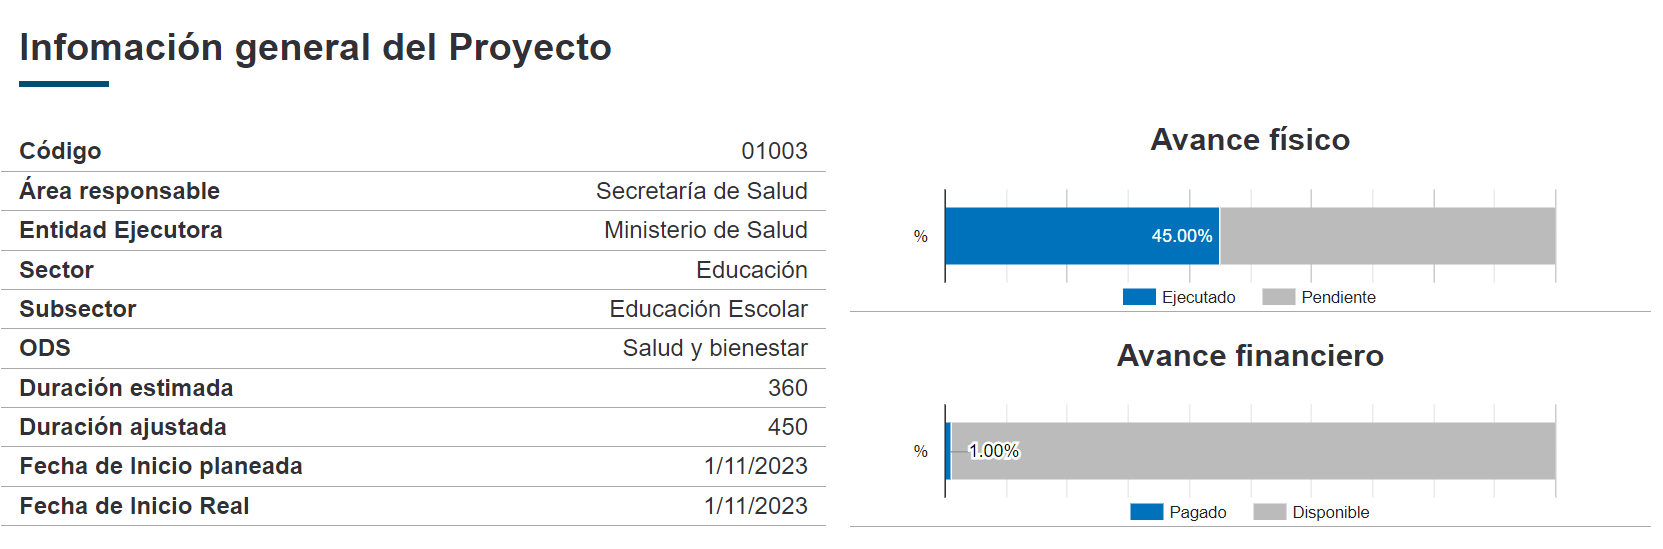 Infomación general del Proyecto
Código 01003
Área responsable Secretaría de Salud
Entidad Ejecutora Ministerio de Salud
Sector Educación
Subsector Educación Escolar
ODS Salud y bienestar
Duración estimada 360
Duración ajustada 450
Fecha de Inicio planeada 1/11/2023
Fecha de Inicio Real 1/11/2023
Avance físico
% 45.00%
Ejecutado Pendiente
Avance financiero
% 1.00%
Pagado Disponible